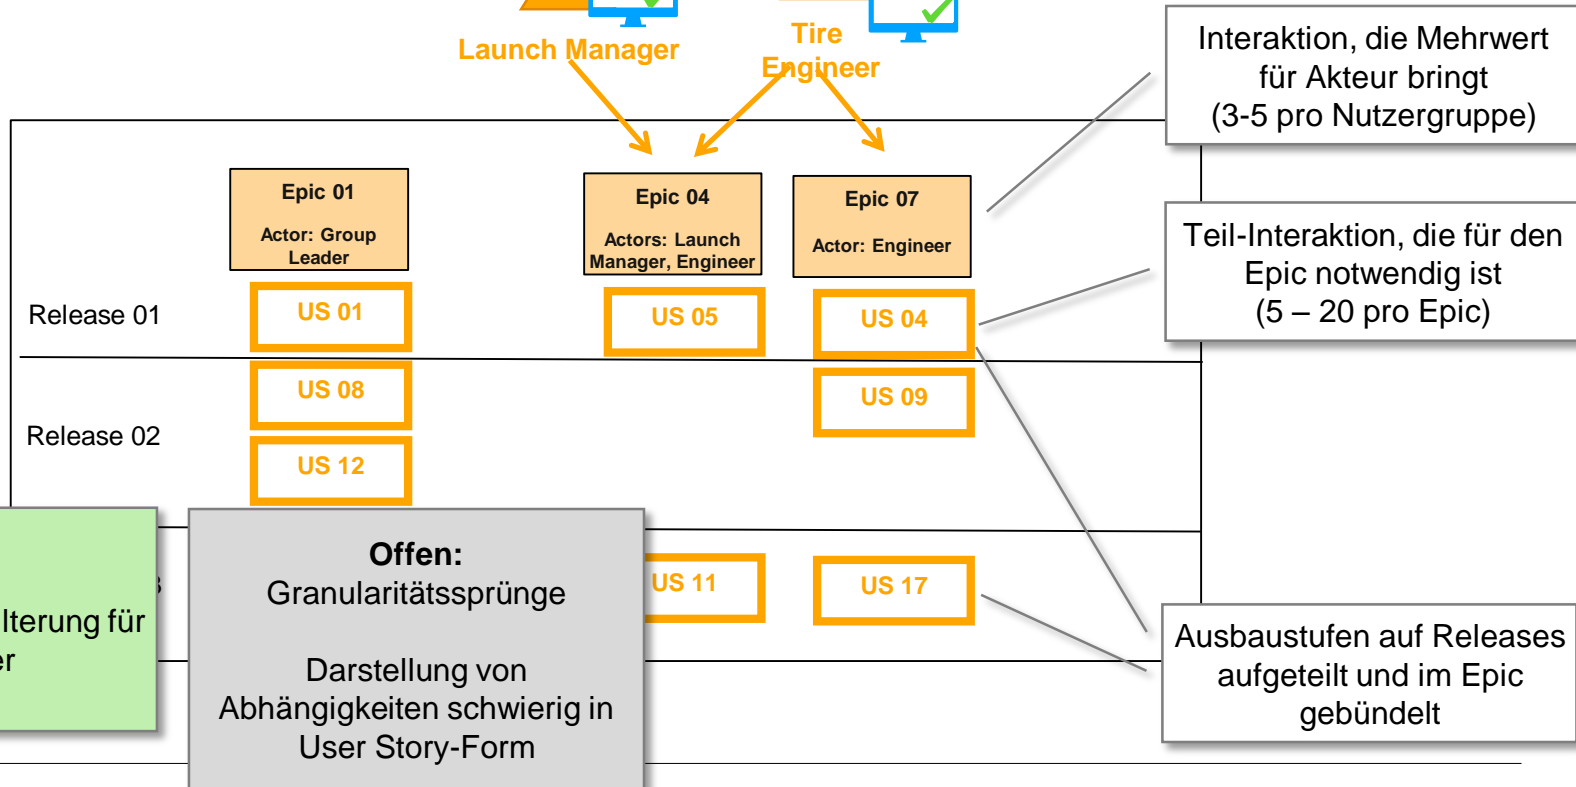 Launch Manager
Tire
Engineer
Interaktion, die Mehrwert
für Akteur bringt
(3-5 pro Nutzergruppe)
Epic 01
Actor: Group
Leader
Epic 04
Actors: Launch
Manager, Engineer
Epic 07
Actor: Engineer
Teil-Interaktion, die für den
Epic notwendig ist
(5 – 20 pro Epic)
Release 01
US 01
US 05
US 04
Release 02
US 08
US 09
US 12
US 11
US 17
Offen:
Granularitätssprünge
Darstellung von
Abhängigkeiten schwierig in
User Story-Form
für
Ausbaustufen auf Releases
aufgeteilt und im Epic
gebündelt